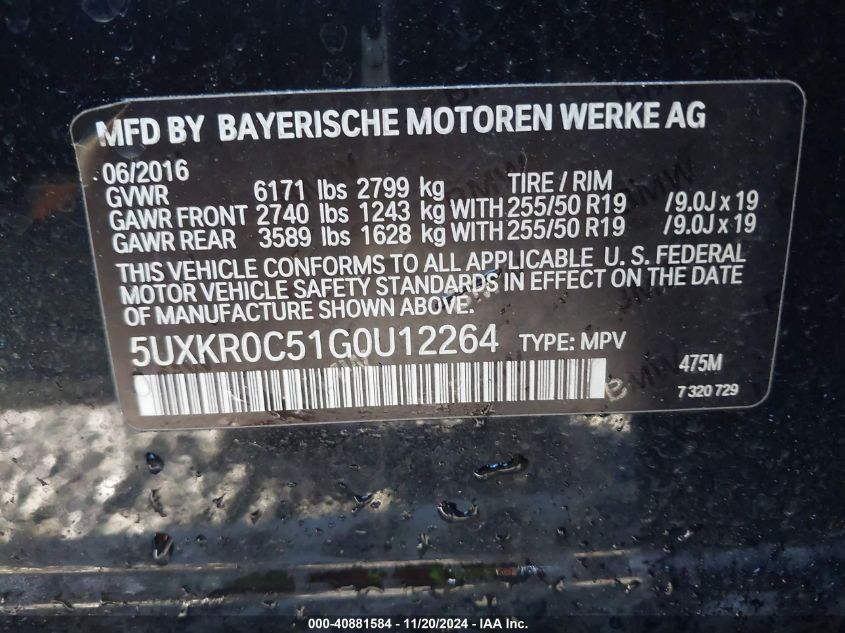 MFD BY BAYERISCHE MOTOREN WERKE AG
06/2016
GVWR 6171 lbs 2799 kg TIRE / RIM
GAWR FRONT 2740 lbs 1243 kg WITH 255/50 R19 /9.0J x 19
GAWR REAR 3589 lbs 1628 kg WITH 255/50 R19 /9.0J x 19
THIS VEHICLE CONFORMS TO ALL APPLICABLE U. S. FEDERAL
MOTOR VEHICLE SAFETY STANDARDS IN EFFECT ON THE DATE
OF MANUFACTURE SHOWN ABOVE.
5UXKR0C51G0U12264 TYPE: MPV
475M
7 320 729
000-40881584 - 11/20/2024 - IAA Inc.